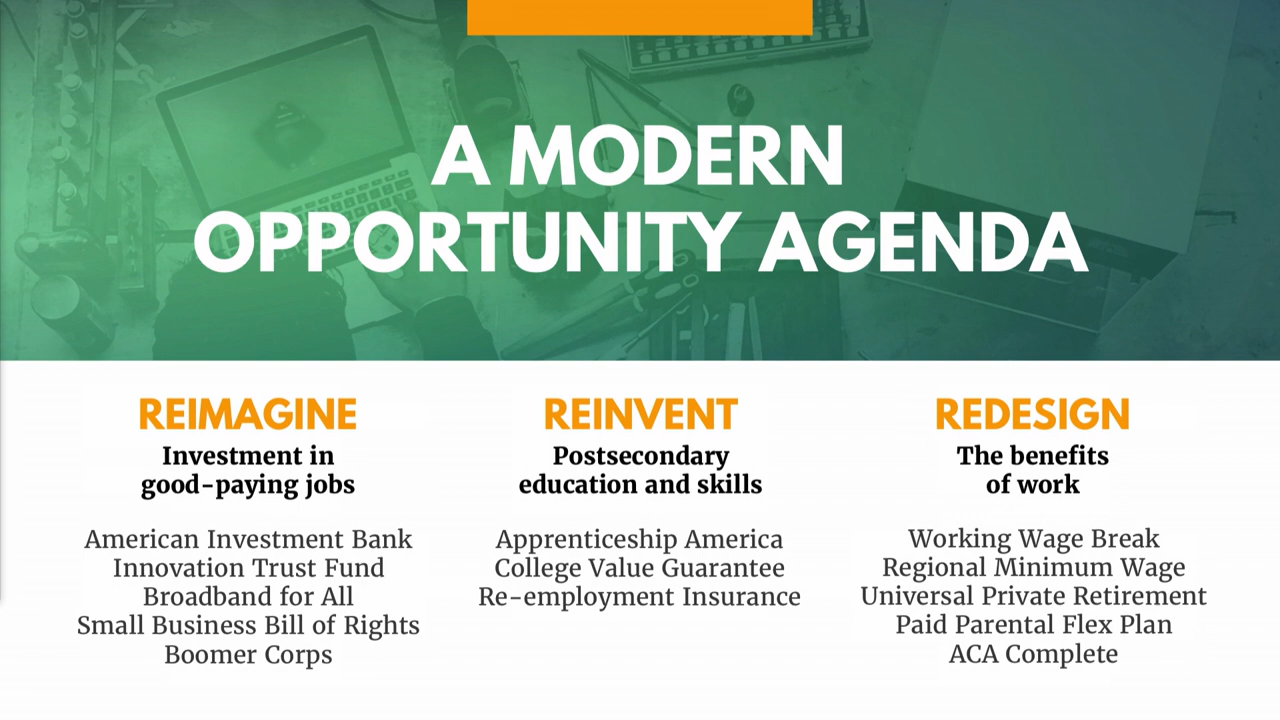 A MODERN
OPPORTUNITY AGENDA
REIMAGINE
Investment in
good-paying jobs
American Investment Bank
Innovation Trust Fund
Broadband for All
Small Business Bill of Rights
Boomer Corps
REINVENT
Postsecondary
education and skills
Apprenticeship America
College Value Guarantee
Re-employment Insurance
REDESIGN
The benefits
of work
Working Wage Break
Regional Minimum Wage
Universal Private Retirement
Paid Parental Flex Plan
ACA Complete